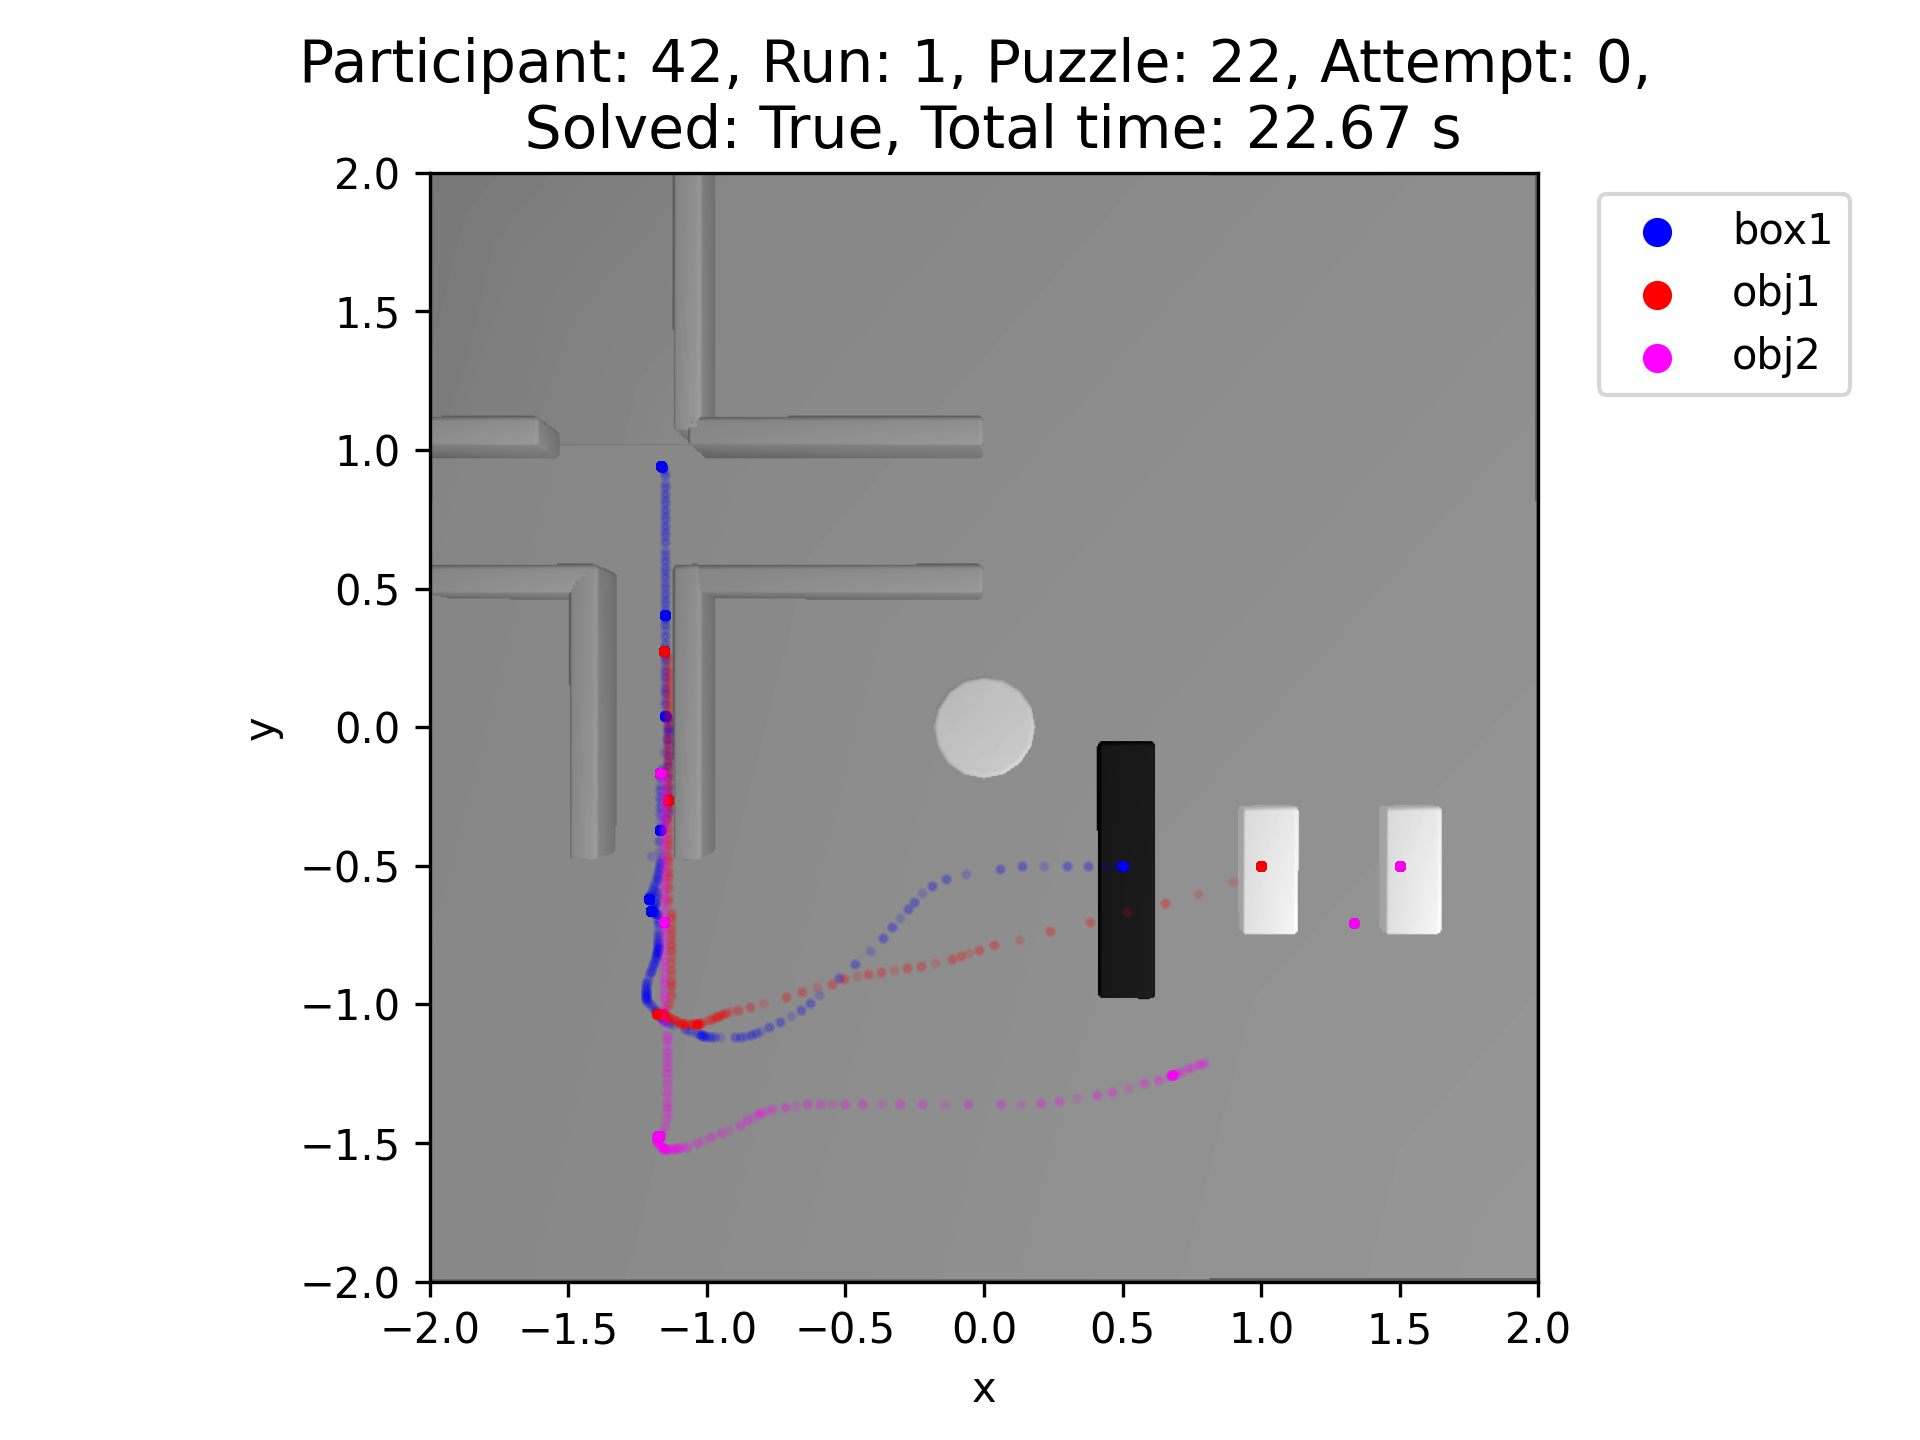 Participant: 42, Run: 1, Puzzle: 22, Attempt: 0,
Solved: True, Total time: 22.67 s
box1
obj1
obj2
2.0
1.5
1.0
0.5
0.0
−0.5
−1.0
−1.5
−2.0
y
−2.0 −1.5 −1.0 −0.5 0.0 0.5 1.0 1.5 2.0
x